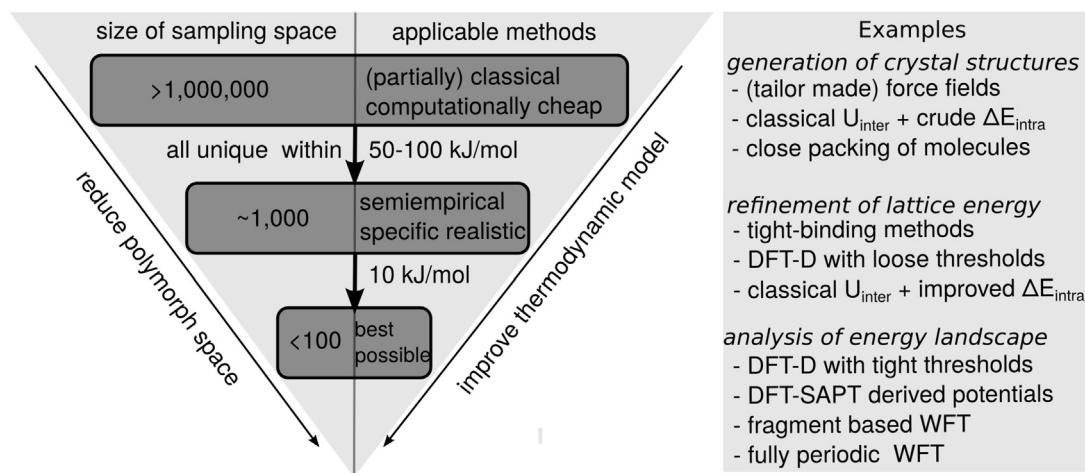 size of sampling space
applicable methods
>1,000,000
(partially) classical
computationally cheap
all unique within
50-100 kJ/mol
~1,000
semiempirical
specific realistic
10 kJ/mol
<100
best
possible
reduce polymorph space
improve thermodynamic model
Examples
generation of crystal structures
- (tailor made) force fields
- classical Uinter + crude ΔEintra
- close packing of molecules
refinement of lattice energy
- tight-binding methods
- DFT-D with loose thresholds
- classical Uinter + improved ΔEintra
analysis of energy landscape
- DFT-D with tight thresholds
- DFT-SAPT derived potentials
- fragment based WFT
- fully periodic WFT